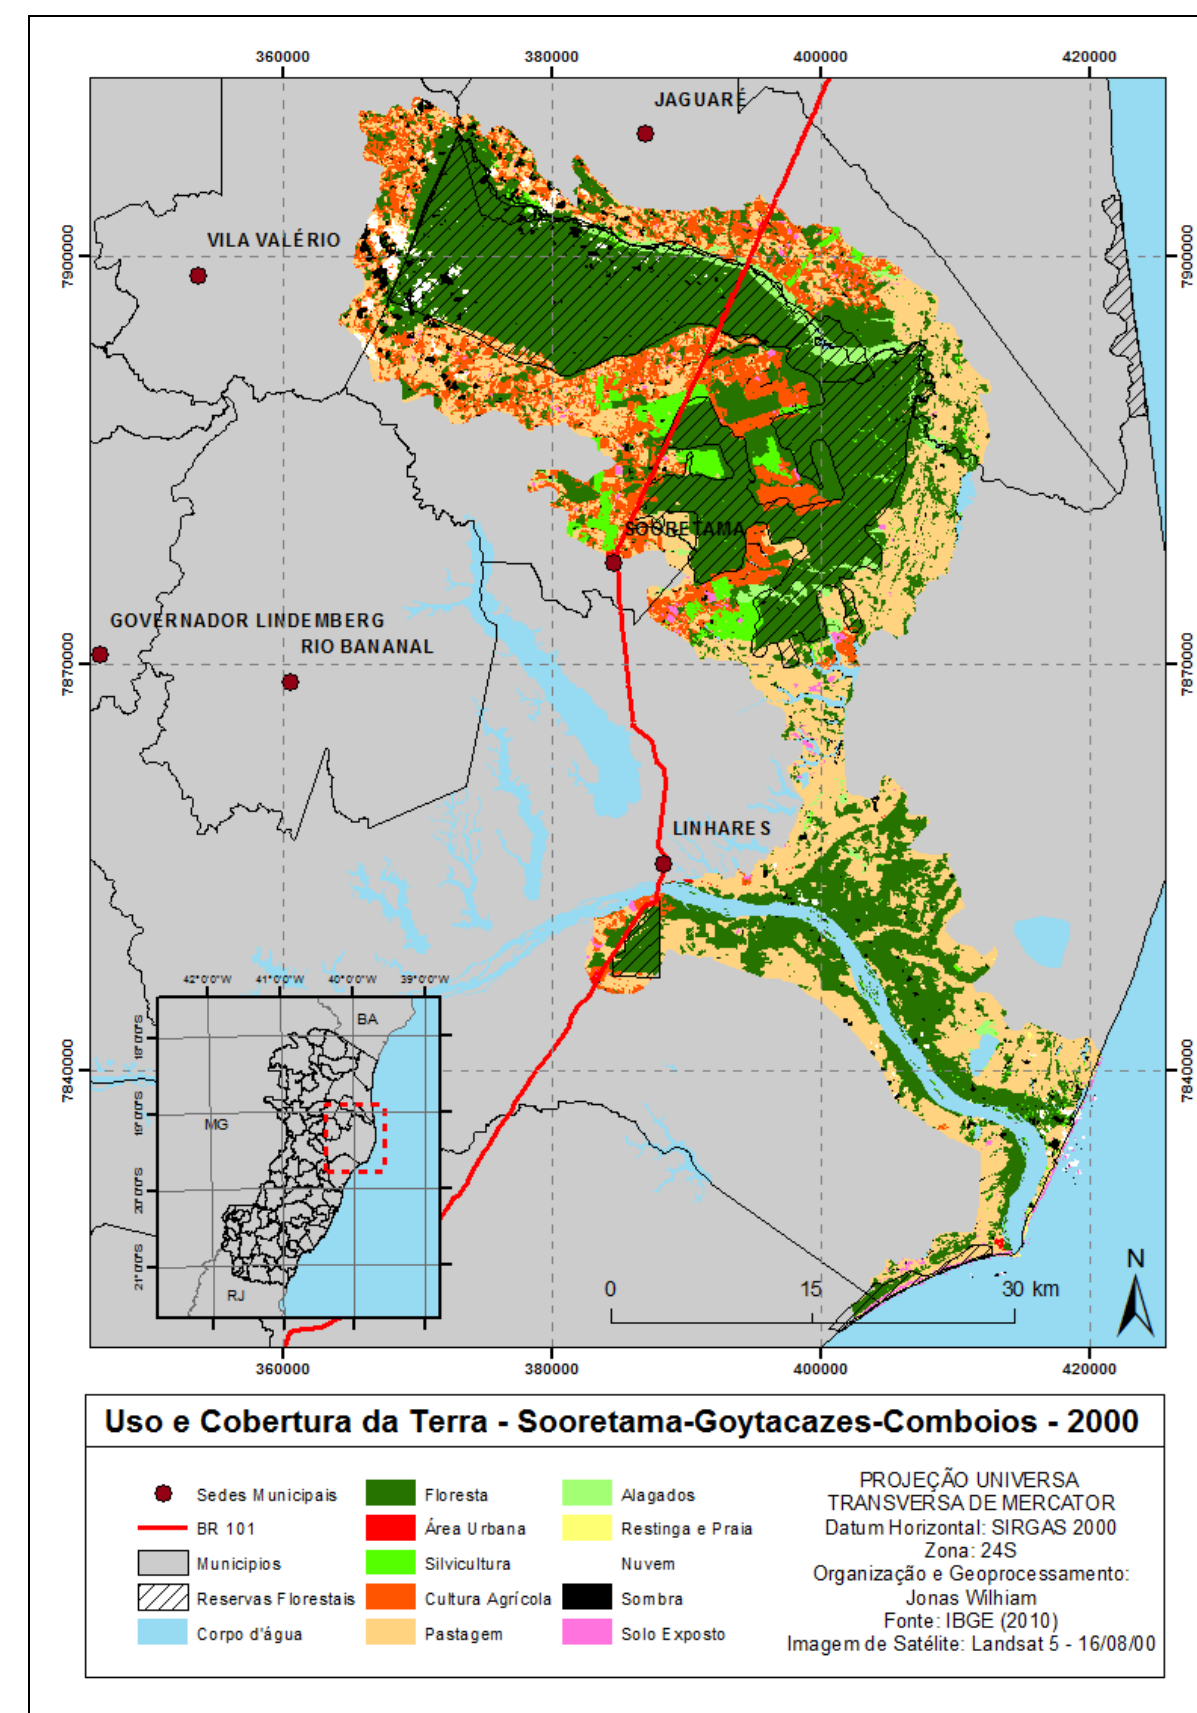 360000 380000 400000 420000
JAGUARÉ
VILA VALÉRIO
7900000 7900000
SOORETAMA
GOVERNADOR LINDEMBERG
RIO BANANAL
7870000 7870000
LINHARES
42°0'0"W 41°0'0"W 40°0'0"W 39°0'0"W
BA
18°0'0"S
7840000 7840000
MG
19°0'0"S
20°0'0"S
21°0'0"S
RJ
N
0 15 30 km
360000 380000 400000 420000
Uso e Cobertura da Terra - Sooretama-Goytacazes-Comboios - 2000
Sedes Municipais
BR 101
Municipios
Reservas Florestais
Corpo d'água
Floresta
Área Urbana
Silvicultura
Cultura Agrícola
Pastagem
Alagados
Restinga e Praia
Nuvem
Sombra
Solo Exposto
PROJEÇÃO UNIVERSA
TRANSVERSA DE MERCATOR
Datum Horizontal: SIRGAS 2000
Zona: 24S
Organização e Geoprocessamento:
Jonas Wilhiam
Fonte: IBGE (2010)
Imagem de Satélite: Landsat 5 - 16/08/00